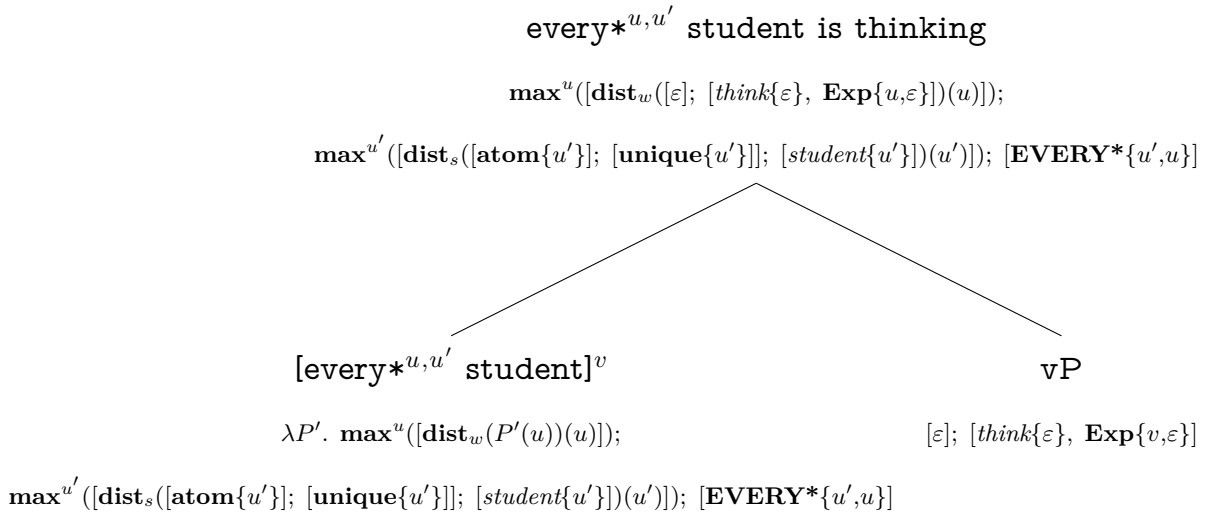 every*^{u,u′} student is thinking
max^u([dist_w([ε]; [think{ε}, Exp{u,ε}])(u)]);
max^{u′}([dist_s([atom{u′}]; [unique{u′}]]; [student{u′}])(u′)]); [EVERY*{u′,u}]
[every*^{u,u′} student]^v
vP
λP′. max^u([dist_w(P′(u))(u)]);
[ε]; [think{ε}, Exp{v,ε}]
max^{u′}([dist_s([atom{u′}]; [unique{u′}]]; [student{u′}])(u′)]); [EVERY*{u′,u}]